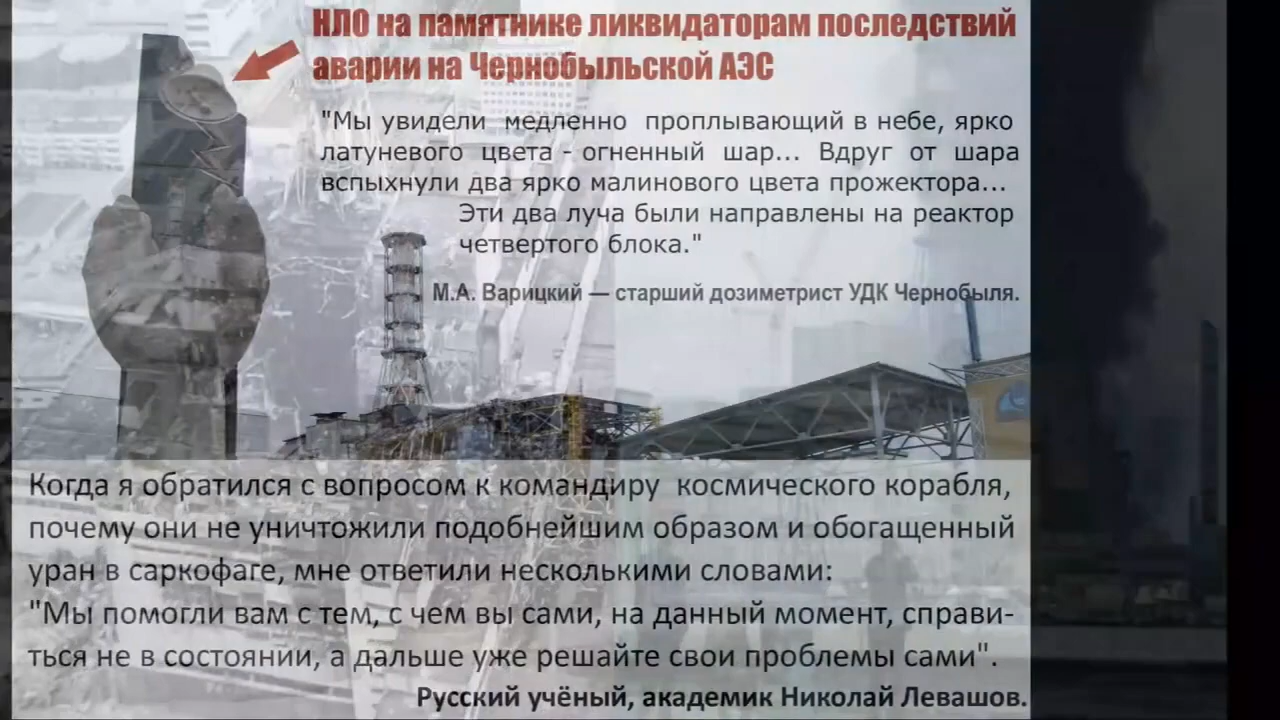 НЛО на памятнике ликвидаторам последствий
аварии на Чернобыльской АЭС
"Мы увидели медленно проплывающий в небе, ярко
латуневого цвета - огненный шар... Вдруг от шара
вспыхнули два ярко малинового цвета прожектора...
Эти два луча были направлены на реактор
четвертого блока."
М.А. Варицкий — старший дозиметрист УДК Чернобыля.
Когда я обратился с вопросом к командиру космического корабля,
почему они не уничтожили подобнейшим образом и обогащенный
уран в саркофаге, мне ответили несколькими словами:
"Мы помогли вам с тем, с чем вы сами, на данный момент, справи-
ться не в состоянии, а дальше уже решайте свои проблемы сами".
Русский учёный, академик Николай Левашов.